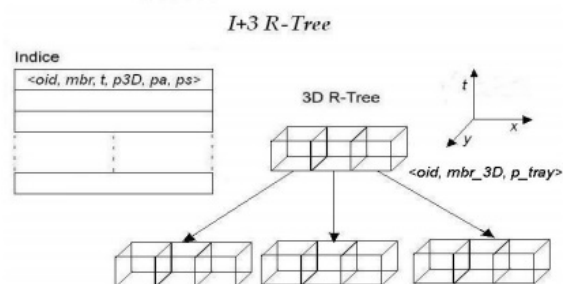 I+3 R-Tree
Indice
<oid, mbr, t, p3D, pa, ps>
3D R-Tree
t
x
y
<oid, mbr_3D, p_tray>